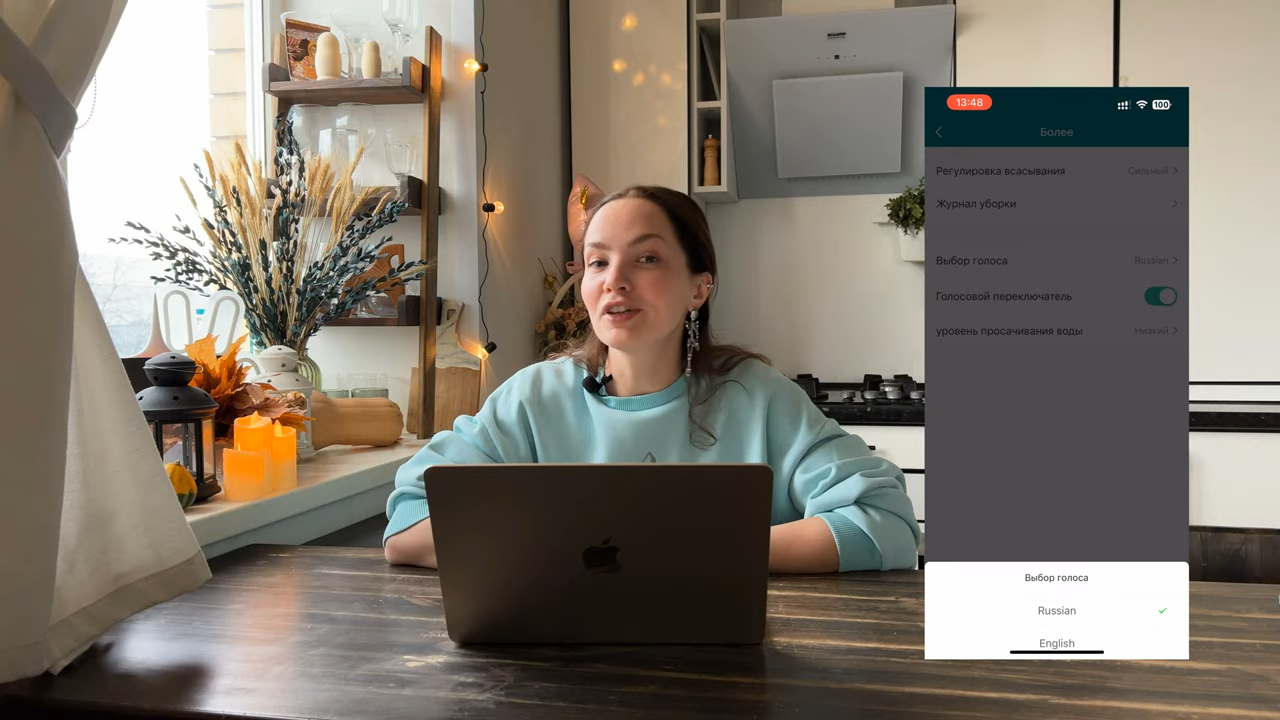 13:48
100
Более
Регулировка всасывания
Сильный
Журнал уборки
Выбор голоса
Russian
Голосовой переключатель
уровень просачивания воды
Низкий
Выбор голоса
Russian
English